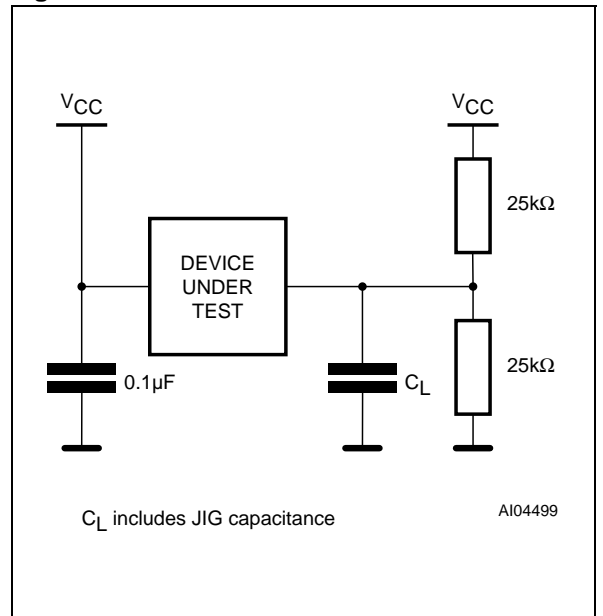 VCC
VCC
25kΩ
DEVICE
UNDER
TEST
25kΩ
0.1µF
CL
CL includes JIG capacitance
AI04499